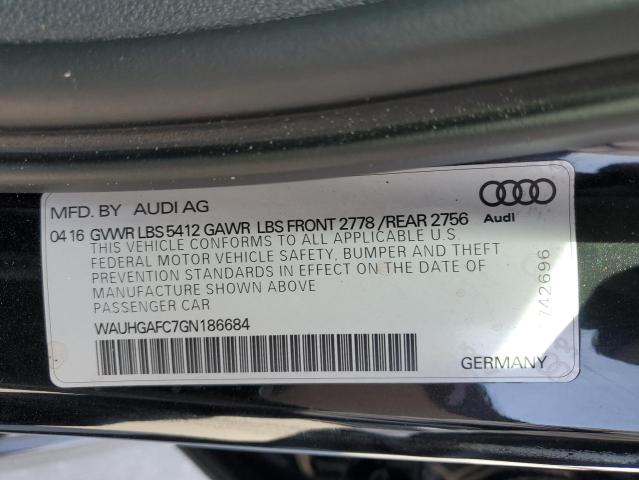 MFD. BY AUDI AG
Audi
04 16 GVWR LBS 5412 GAWR LBS FRONT 2778 /REAR 2756
THIS VEHICLE CONFORMS TO ALL APPLICABLE U.S
FEDERAL MOTOR VEHICLE SAFETY, BUMPER AND THEFT
PREVENTION STANDARDS IN EFFECT ON THE DATE OF
MANUFACTURE SHOWN ABOVE
PASSENGER CAR
WAUHGAFC7GN186684
GERMANY
742696